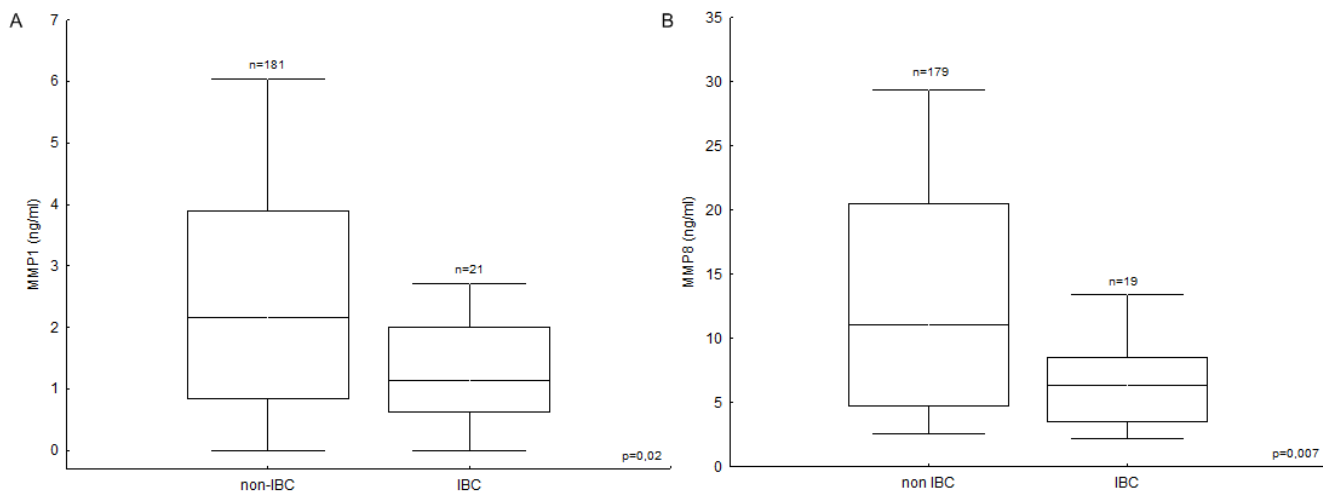 A
MMP1 (ng/ml)
7
6
5
4
3
2
1
0
n=181
n=21
p=0,02
non-IBC
IBC
B
MMP8 (ng/ml)
35
30
25
20
15
10
5
0
n=179
n=19
p=0,007
non IBC
IBC